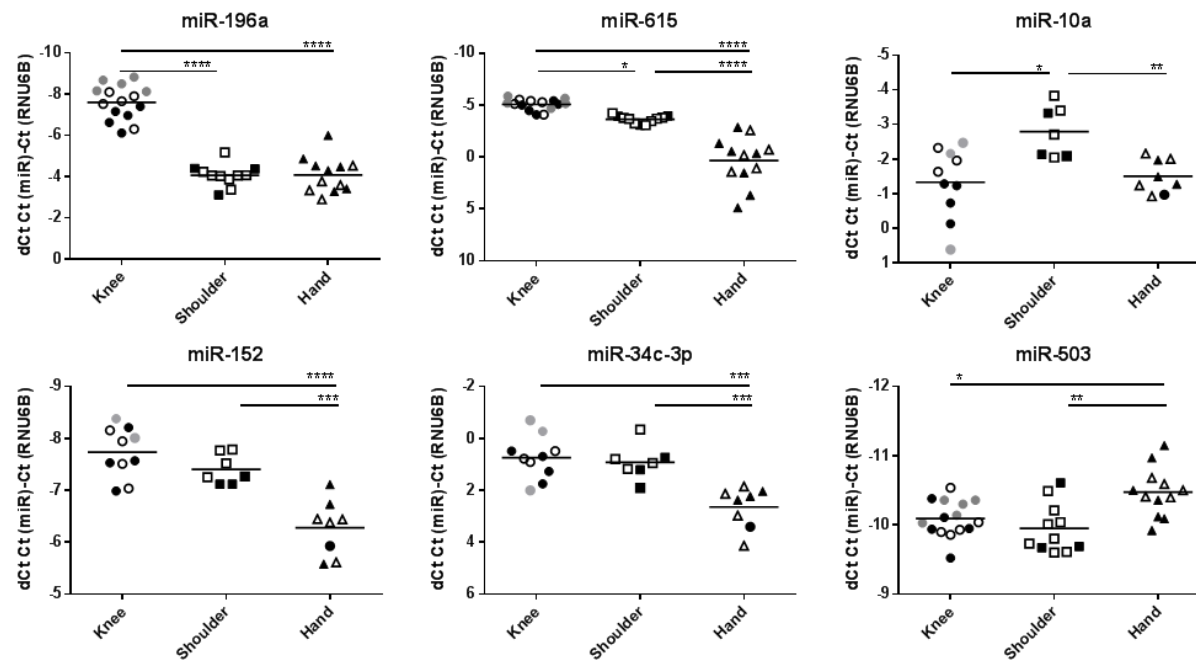 miR-196a
dCt Ct (miR)-Ct (RNU6B)
-10
-8
-6
-4
-2
0
****
****
Knee
Shoulder
Hand
miR-615
dCt Ct (miR)-Ct (RNU6B)
-10
-5
0
5
10
****
*
****
Knee
Shoulder
Hand
miR-10a
dCt Ct (miR)-Ct (RNU6B)
-5
-4
-3
-2
-1
-0
1
*
**
Knee
Shoulder
Hand
miR-152
dCt Ct (miR)-Ct (RNU6B)
-9
-8
-7
-6
-5
****
***
Knee
Shoulder
Hand
miR-34c-3p
dCt Ct (miR)-Ct (RNU6B)
-2
0
2
4
6
***
***
Knee
Shoulder
Hand
miR-503
dCt Ct (miR)-Ct (RNU6B)
-12
-11
-10
-9
*
**
Knee
Shoulder
Hand